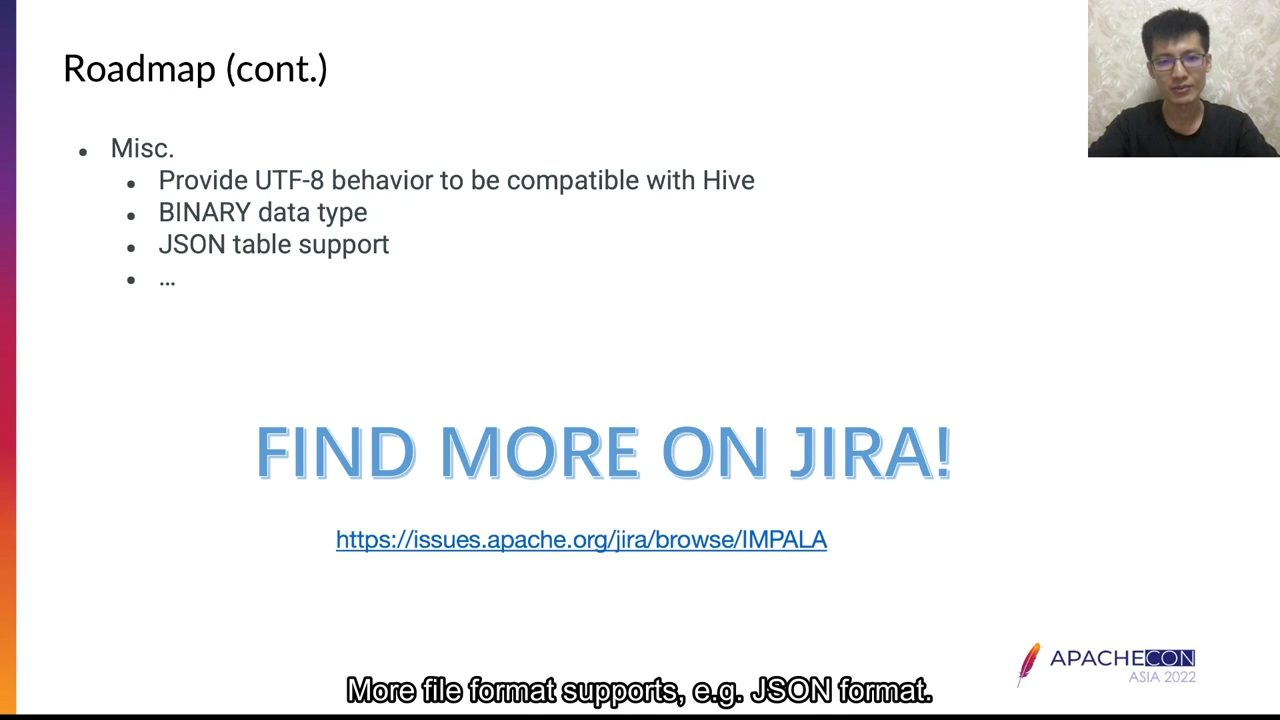 Roadmap (cont.)
• Misc.
• Provide UTF-8 behavior to be compatible with Hive
• BINARY data type
• JSON table support
• ...
FIND MORE ON JIRA!
https://issues.apache.org/jira/browse/IMPALA
APACHECON
ASIA 2022
More file format supports, e.g. JSON format.